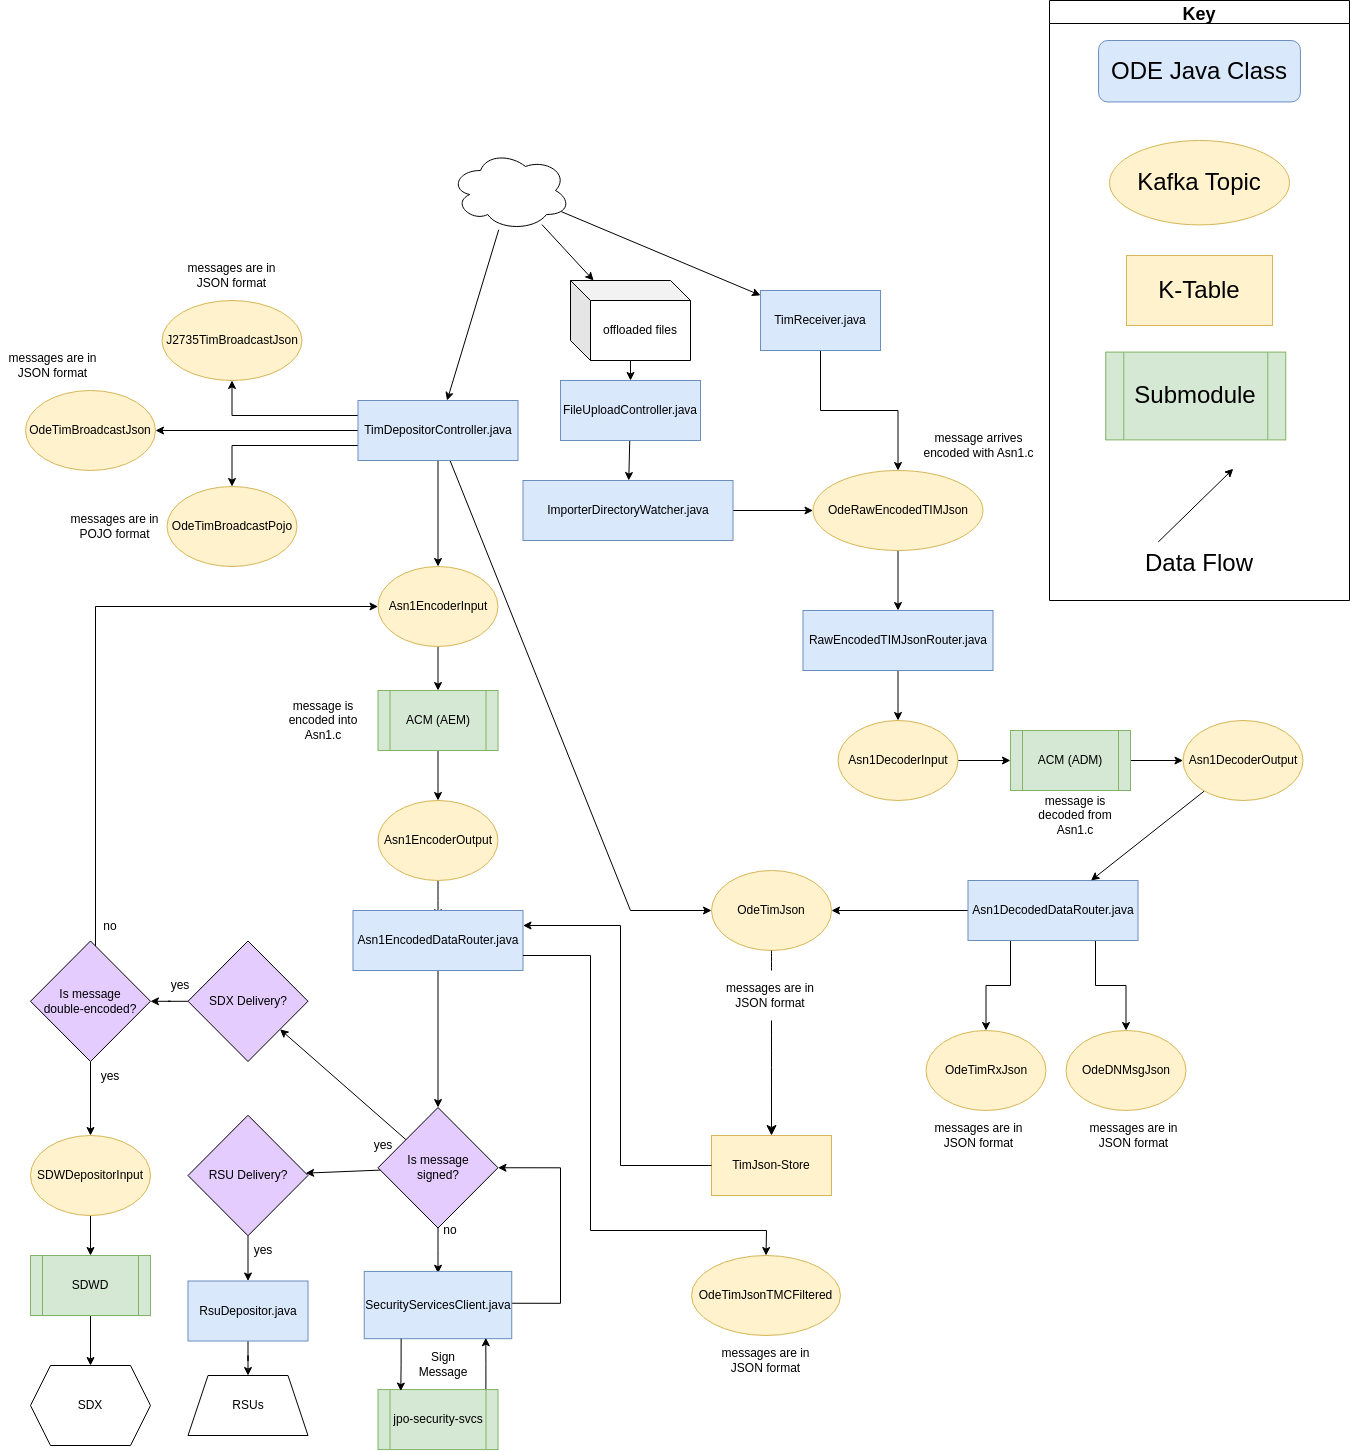 Key
ODE Java Class
Kafka Topic
K-Table
Submodule
Data Flow
messages are in
JSON format
J2735TimBroadcastJson
messages are in
JSON format
OdeTimBroadcastJson
TimDepositorController.java
messages are in
POJO format
OdeTimBroadcastPojo
offloaded files
TimReceiver.java
FileUploadController.java
ImporterDirectoryWatcher.java
message arrives
encoded with Asn1.c
OdeRawEncodedTIMJson
Asn1EncoderInput
RawEncodedTIMJsonRouter.java
message is
encoded into
Asn1.c
ACM (AEM)
Asn1DecoderInput
ACM (ADM)
message is
decoded from
Asn1.c
Asn1DecoderOutput
Asn1EncoderOutput
Asn1EncodedDataRouter.java
OdeTimJson
Asn1DecodedDataRouter.java
no
Is message
double-encoded?
yes
SDX Delivery?
messages are in
JSON format
yes
OdeTimRxJson
OdeDNMsgJson
messages are in
JSON format
messages are in
JSON format
SDWDepositorInput
RSU Delivery?
yes
Is message
signed?
TimJson-Store
no
yes
SDWD
RsuDepositor.java
SecurityServicesClient.java
OdeTimJsonTMCFiltered
messages are in
JSON format
Sign
Message
SDX
RSUs
jpo-security-svcs